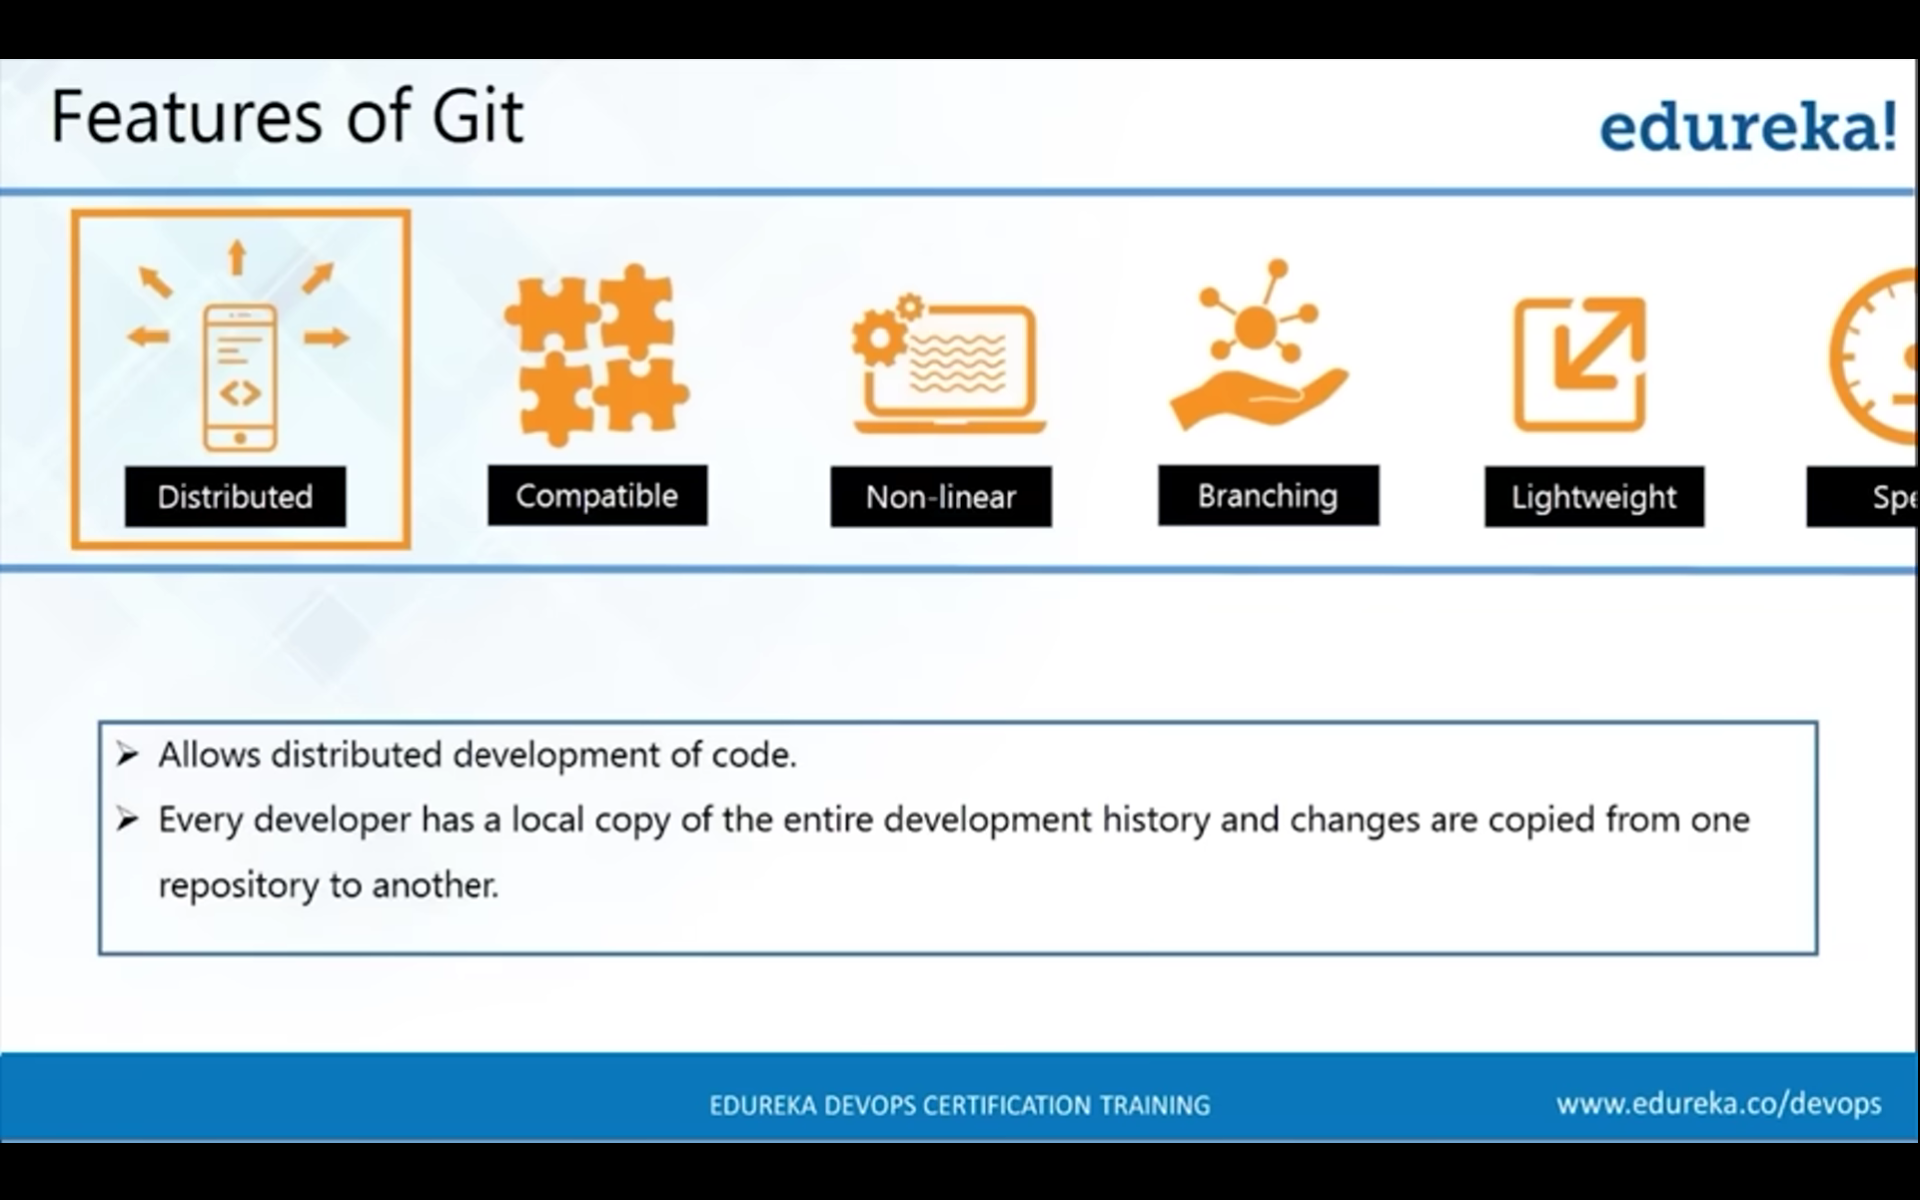 Features of Git
edureka!
Distributed
Compatible
Non-linear
Branching
Lightweight
➢ Allows distributed development of code.
➢ Every developer has a local copy of the entire development history and changes are copied from one
repository to another.
EDUREKA DEVOPS CERTIFICATION TRAINING
www.edureka.co/devops